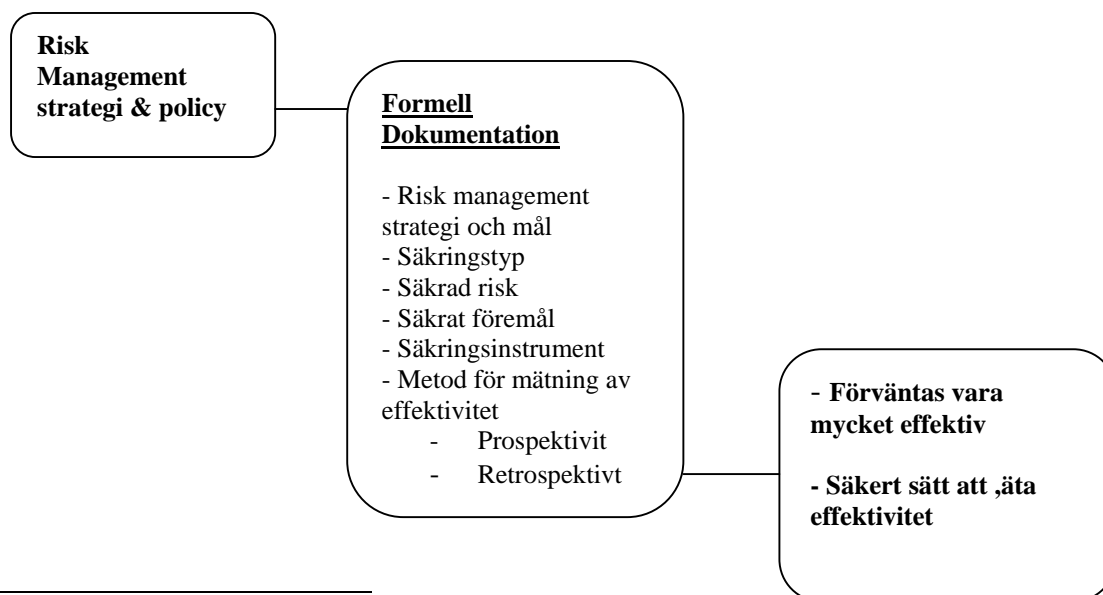 Risk
Management
strategi & policy
Formell
Dokumentation
- Risk management
strategi och mål
- Säkringstyp
- Säkrad risk
- Säkrat föremål
- Säkringsinstrument
- Metod för mätning av
effektivitet
- Prospektivit
- Retrospektivt
- Förväntas vara
mycket effektiv
- Säkert sätt att ,äta
effektivitet